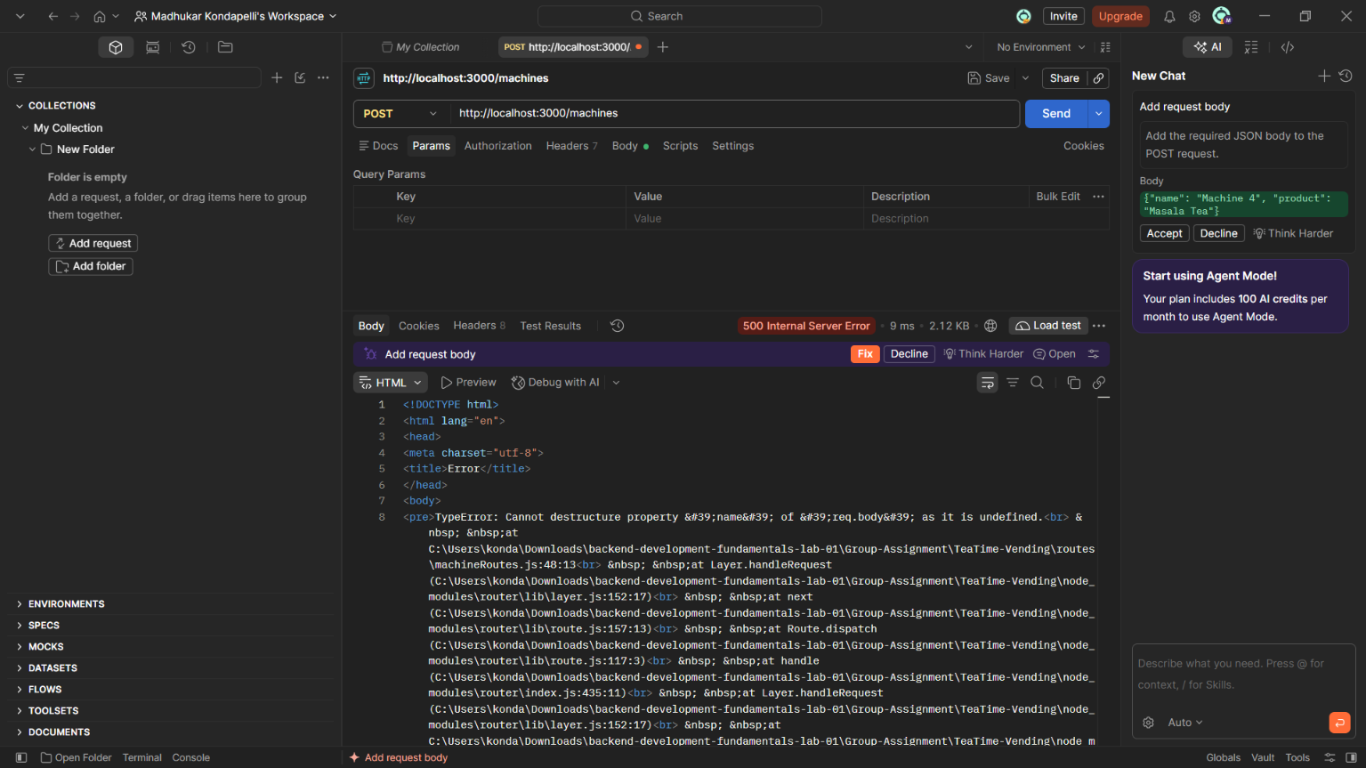 Madhukar Kondapelli's Workspace
Search
Invite
Upgrade
My Collection
POST http://localhost:3000/.
No Environment
AI
COLLECTIONS
My Collection
New Folder
Folder is empty
Add a request, a folder, or drag items here to group
them together.
Add request
Add folder
ENVIRONMENTS
SPECS
MOCKS
DATASETS
FLOWS
TOOLSETS
DOCUMENTS
HTTP
http://localhost:3000/machines
Save
Share
POST
http://localhost:3000/machines
Send
Docs
Params
Authorization
Headers 7
Body
Scripts
Settings
Cookies
Query Params
Key
Value
Description
Bulk Edit
Key
Value
Description
Body
Cookies
Headers 8
Test Results
500 Internal Server Error
9 ms
2.12 KB
Load test
Add request body
Fix
Decline
Think Harder
Open
HTML
Preview
Debug with AI
1 <!DOCTYPE html>
2 <html lang="en">
3 <head>
4 <meta charset="utf-8">
5 <title>Error</title>
6 </head>
7 <body>
8 <pre>TypeError: Cannot destructure property &#39;name&#39; of &#39;req.body&#39; as it is undefined.<br> &
nbsp; &nbsp;at
C:\Users\konda\Downloads\backend-development-fundamentals-lab-01\Group-Assignment\TeaTime-Vending\routes
\machineRoutes.js:48:13<br> &nbsp; &nbsp;at Layer.handleRequest
(C:\Users\konda\Downloads\backend-development-fundamentals-lab-01\Group-Assignment\TeaTime-Vending\node_
modules\router\lib\layer.js:152:17)<br> &nbsp; &nbsp;at next
(C:\Users\konda\Downloads\backend-development-fundamentals-lab-01\Group-Assignment\TeaTime-Vending\node_
modules\router\lib\route.js:157:13)<br> &nbsp; &nbsp;at Route.dispatch
(C:\Users\konda\Downloads\backend-development-fundamentals-lab-01\Group-Assignment\TeaTime-Vending\node_
modules\router\lib\route.js:117:3)<br> &nbsp; &nbsp;at handle
(C:\Users\konda\Downloads\backend-development-fundamentals-lab-01\Group-Assignment\TeaTime-Vending\node_
modules\router\index.js:435:11)<br> &nbsp; &nbsp;at Layer.handleRequest
(C:\Users\konda\Downloads\backend-development-fundamentals-lab-01\Group-Assignment\TeaTime-Vending\node_
modules\router\lib\layer.js:152:17)<br> &nbsp; &nbsp;at
C:\Users\konda\Downloads\backend-development-fundamentals-lab-01\Group-Assignment\TeaTime-Vending\node_m
New Chat
Add request body
Add the required JSON body to the
POST request.
Body
{"name": "Machine 4", "product":
"Masala Tea"}
Accept
Decline
Think Harder
Start using Agent Mode!
Your plan includes 100 AI credits per
month to use Agent Mode.
Describe what you need. Press @ for
context, / for Skills.
Auto
Open Folder
Terminal
Console
Add request body
Globals
Vault
Tools